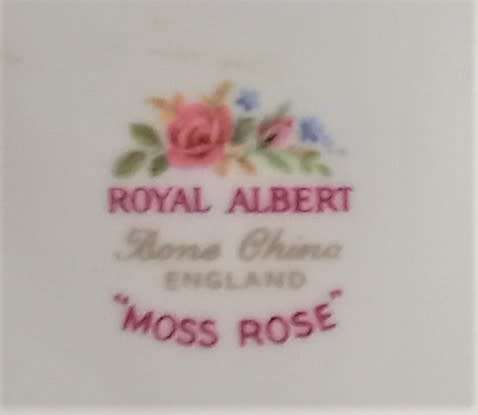 ROYAL ALBERT
Bone China
ENGLAND
"MOSS ROSE"